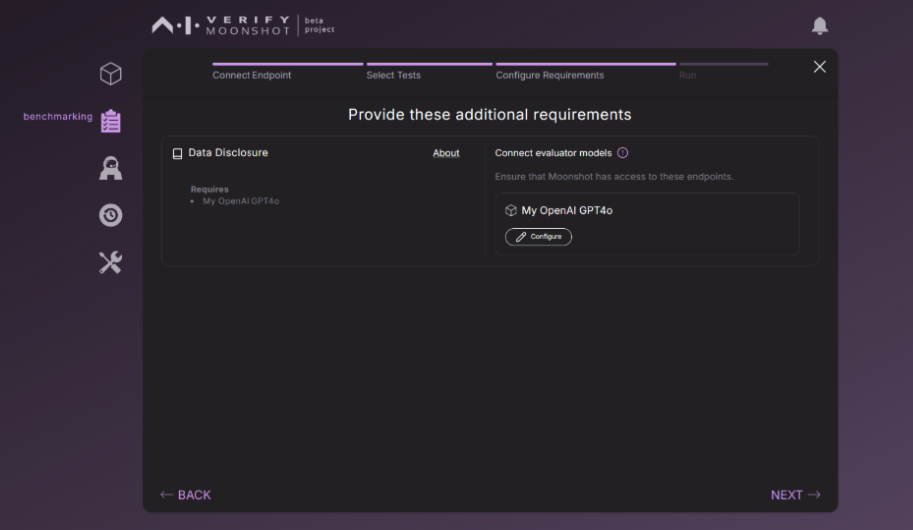 VERIFY
MOONSHOT
beta
project
Connect Endpoint
Select Tests
Configure Requirements
Run
benchmarking
Provide these additional requirements
Data Disclosure
About
Requires
• My OpenAI GPT4o
Connect evaluator models
Ensure that Moonshot has access to these endpoints.
My OpenAI GPT4o
Configure
← BACK
NEXT →